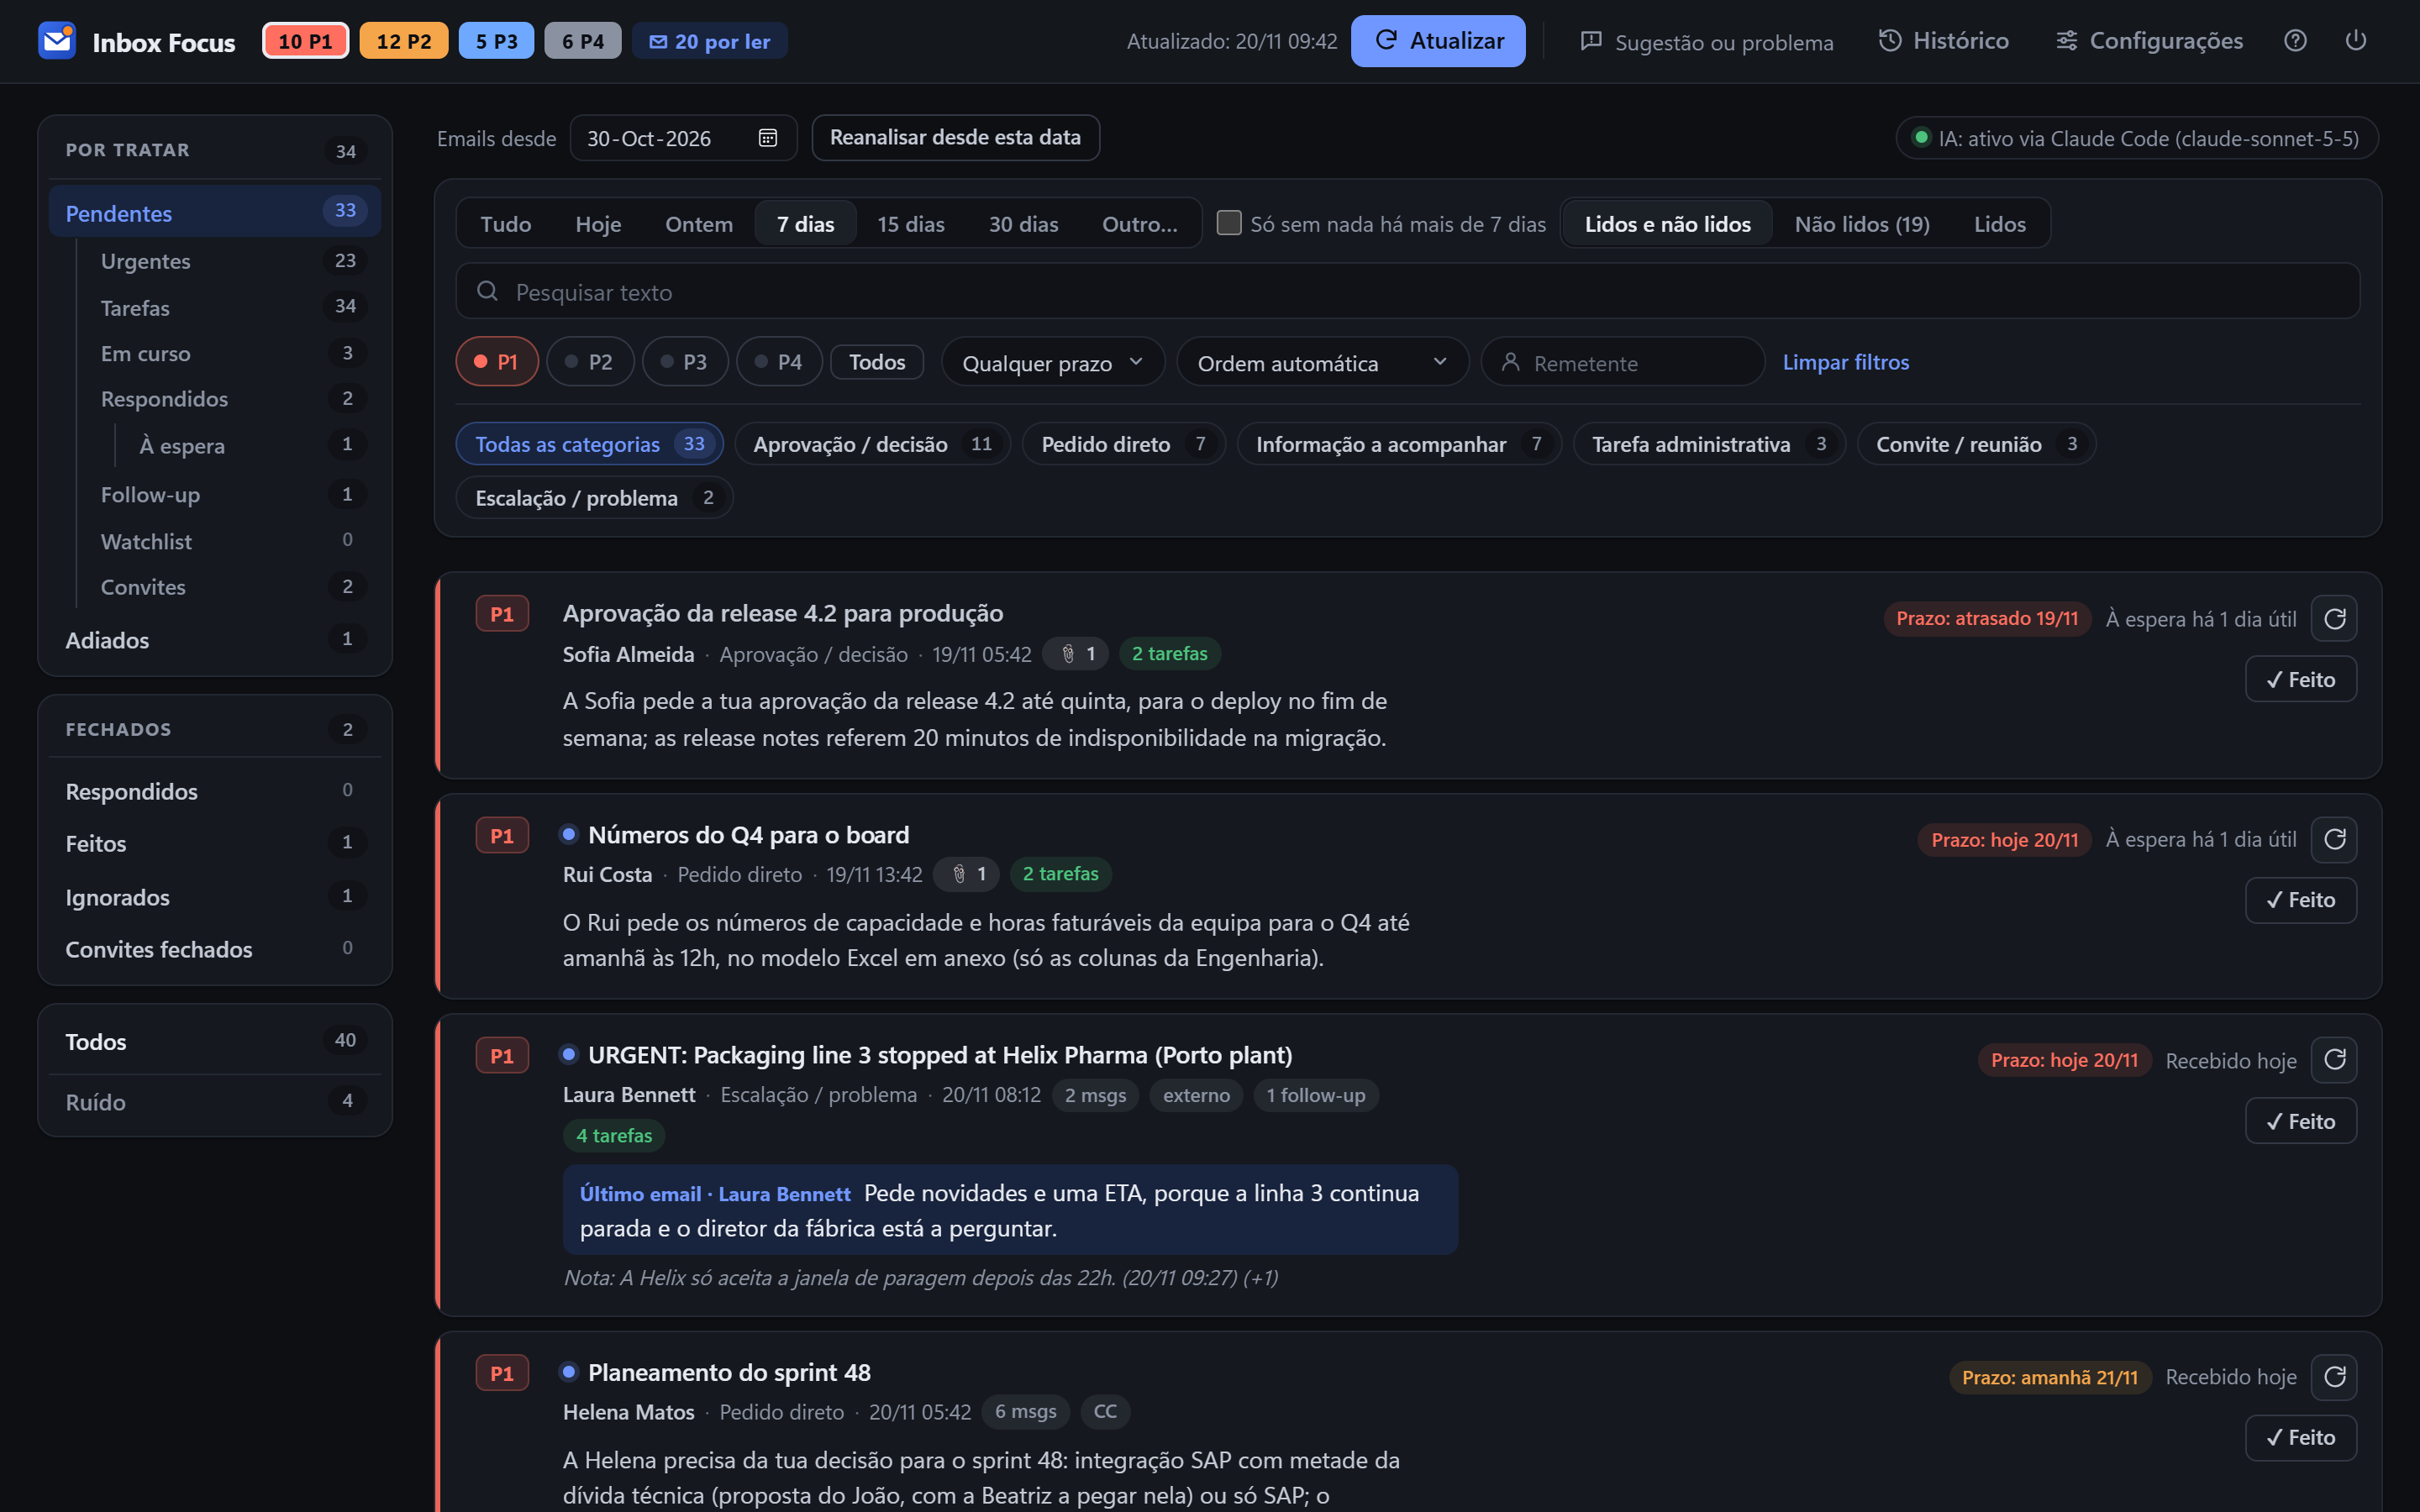 Inbox Focus 10 P1 12 P2 5 P3 6 P4 20 por ler Atualizado: 20/11 09:42 Atualizar Sugestão ou problema Histórico Configurações
POR TRATAR 34
Pendentes 33
Urgentes 23
Tarefas 34
Em curso 3
Respondidos 2
À espera 1
Follow-up 1
Watchlist 0
Convites 2
Adiados 1
FECHADOS 2
Respondidos 0
Feitos 1
Ignorados 1
Convites fechados 0
Todos 40
Ruído 4
Emails desde 30-Oct-2026 Reanalisar desde esta data IA: ativo via Claude Code (claude-sonnet-5-5)
Tudo Hoje Ontem 7 dias 15 dias 30 dias Outro... Só sem nada há mais de 7 dias Lidos e não lidos Não lidos (19) Lidos
Pesquisar texto
P1 P2 P3 P4 Todos Qualquer prazo Ordem automática Remetente Limpar filtros
Todas as categorias 33 Aprovação / decisão 11 Pedido direto 7 Informação a acompanhar 7 Tarefa administrativa 3 Convite / reunião 3
Escalação / problema 2
P1 Aprovação da release 4.2 para produção Prazo: atrasado 19/11 À espera há 1 dia útil
Sofia Almeida · Aprovação / decisão · 19/11 05:42 1 2 tarefas
✓ Feito
A Sofia pede a tua aprovação da release 4.2 até quinta, para o deploy no fim de
semana; as release notes referem 20 minutos de indisponibilidade na migração.
P1 Números do Q4 para o board Prazo: hoje 20/11 À espera há 1 dia útil
Rui Costa · Pedido direto · 19/11 13:42 1 2 tarefas
✓ Feito
O Rui pede os números de capacidade e horas faturáveis da equipa para o Q4 até
amanhã às 12h, no modelo Excel em anexo (só as colunas da Engenharia).
P1 URGENT: Packaging line 3 stopped at Helix Pharma (Porto plant) Prazo: hoje 20/11 Recebido hoje
Laura Bennett · Escalação / problema · 20/11 08:12 2 msgs externo 1 follow-up
✓ Feito
4 tarefas
Último email · Laura Bennett Pede novidades e uma ETA, porque a linha 3 continua
parada e o diretor da fábrica está a perguntar.
Nota: A Helix só aceita a janela de paragem depois das 22h. (20/11 09:27) (+1)
P1 Planeamento do sprint 48 Prazo: amanhã 21/11 Recebido hoje
Helena Matos · Pedido direto · 20/11 05:42 6 msgs CC
✓ Feito
A Helena precisa da tua decisão para o sprint 48: integração SAP com metade da
dívida técnica (proposta do João, com a Beatriz a pegar nela) ou só SAP; o